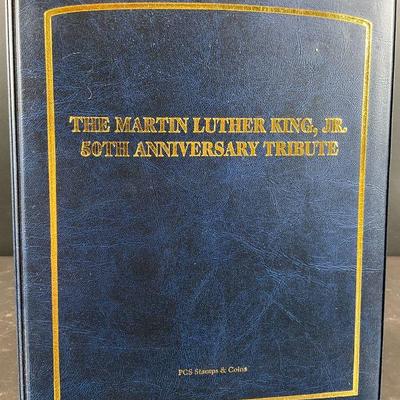 THE MARTIN LUTHER KING, JR.
50TH ANNIVERSARY TRIBUTE
PCS Stamps & Coins